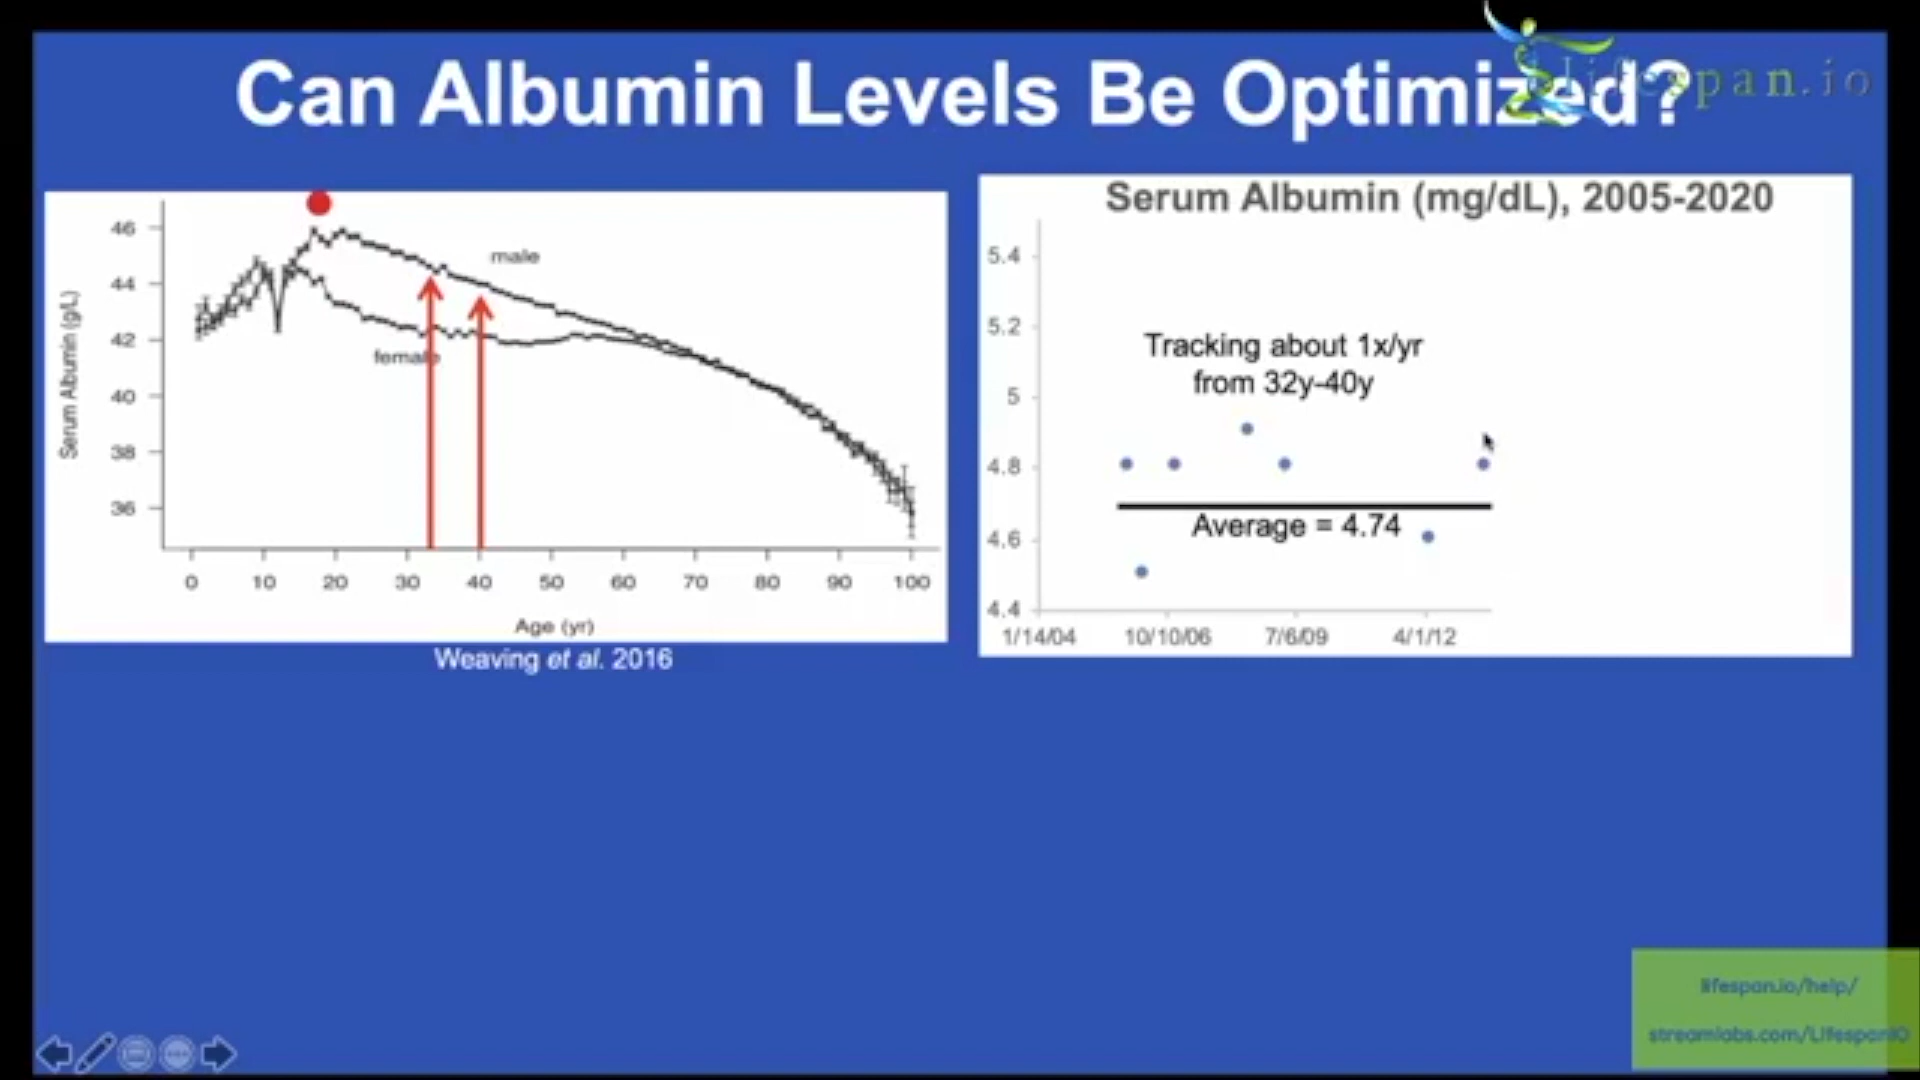 Can Albumin Levels Be Optimized?
lifespan.io
46
44
42
40
38
36
Serum Albumin (g/L)
male
female
0 10 20 30 40 50 60 70 80 90 100
Age (yr)
Weaving et al. 2016
Serum Albumin (mg/dL), 2005-2020
5.4
5.2
5
4.8
4.6
4.4
Tracking about 1x/yr
from 32y-40y
Average = 4.74
1/14/04 10/10/06 7/6/09 4/1/12
lifespan.io/help/
streamlabs.com/LifespanIO